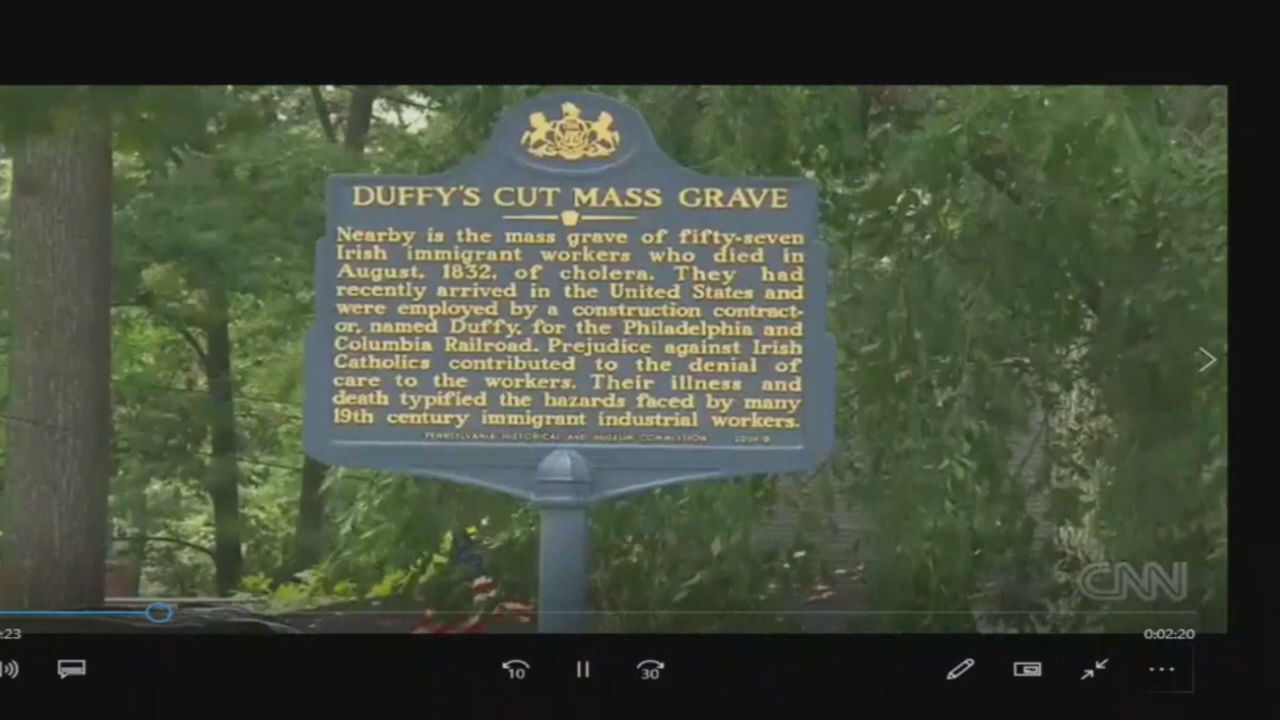 DUFFY'S CUT MASS GRAVE
Nearby is the mass grave of fifty-seven
Irish immigrant workers who died in
August, 1832, of cholera. They had
recently arrived in the United States and
were employed by a construction contract-
or, named Duffy, for the Philadelphia and
Columbia Railroad. Prejudice against Irish
Catholics contributed to the denial of
care to the workers. Their illness and
death typified the hazards faced by many
19th century immigrant industrial workers.
PENNSYLVANIA HISTORICAL AND MUSEUM COMMISSION
CNN
:23
0:02:20
10
30